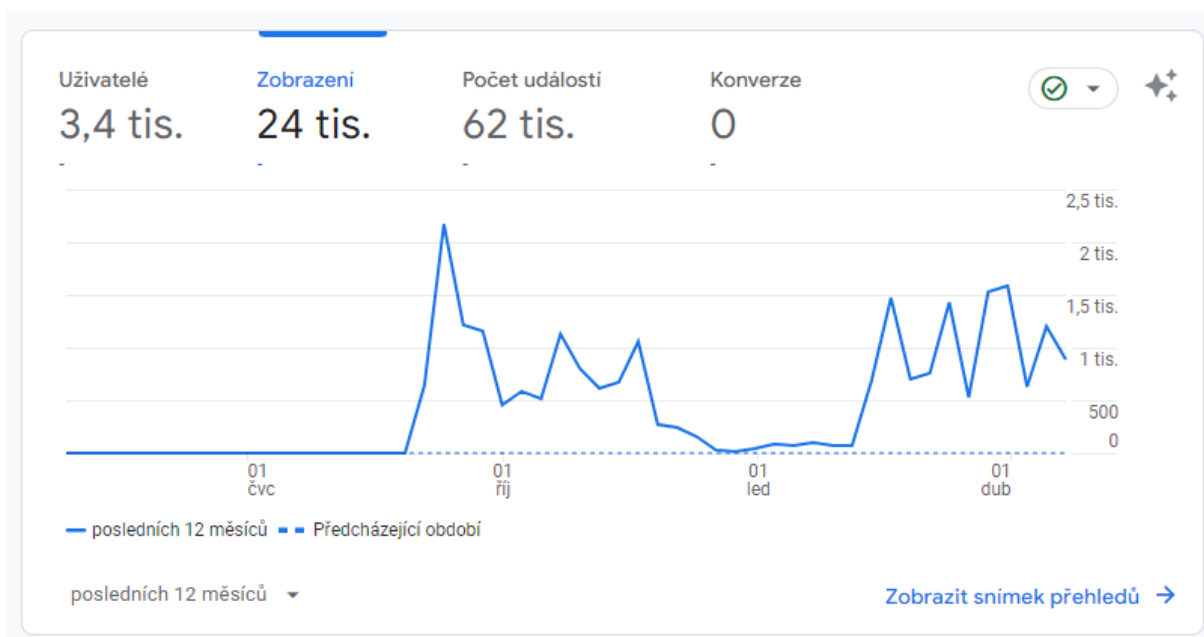 Uživatelé Zobrazení Počet událostí Konverze
3,4 tis. 24 tis. 62 tis. 0
- - - -
2,5 tis.
2 tis.
1,5 tis.
1 tis.
500
0
01 01 01 01
čvc říj led dub
posledních 12 měsíců Předcházející období
posledních 12 měsíců Zobrazit snímek přehledů